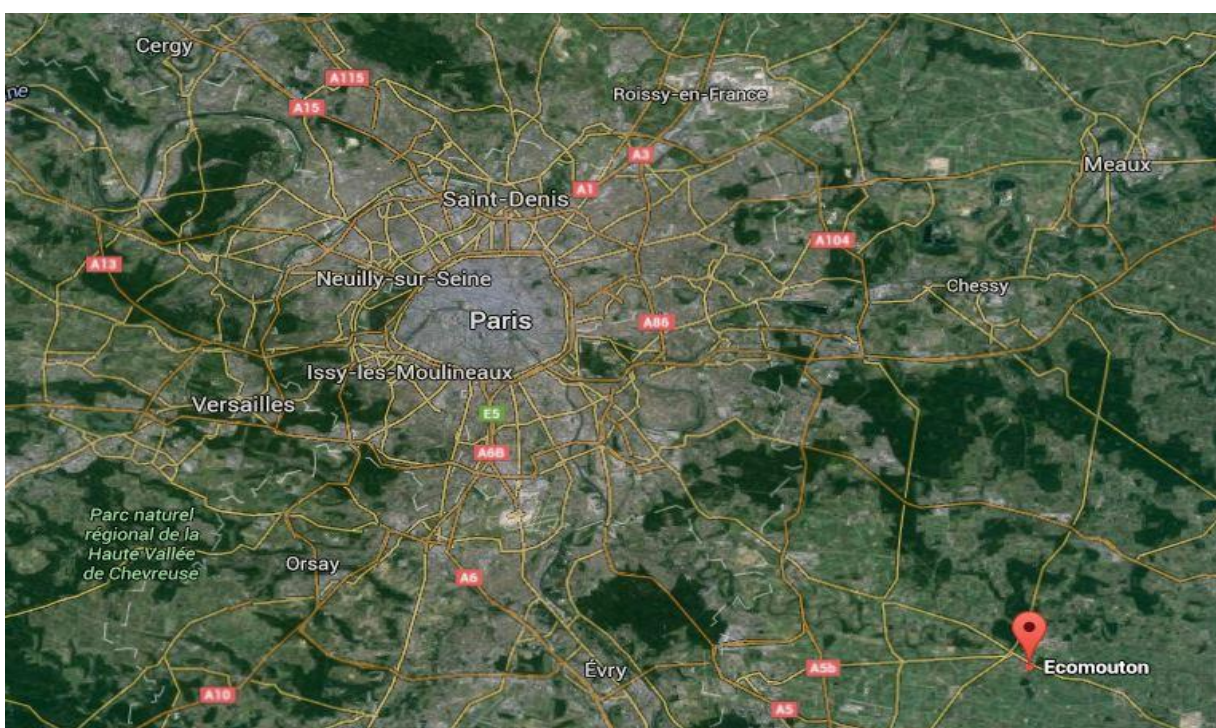 Cergy
A115
A15
Roissy-en-France
ne
A3
Meaux
A1
Saint-Denis
A104
A13
Neuilly-sur-Seine
Chessy
Paris
A86
Issy-les-Moulineaux
Versailles
E5
A6B
Parc naturel
régional de la
Haute Vallée
de Chevreuse
Orsay
A6
Évry
A5b
Ecomouton
A10
A5